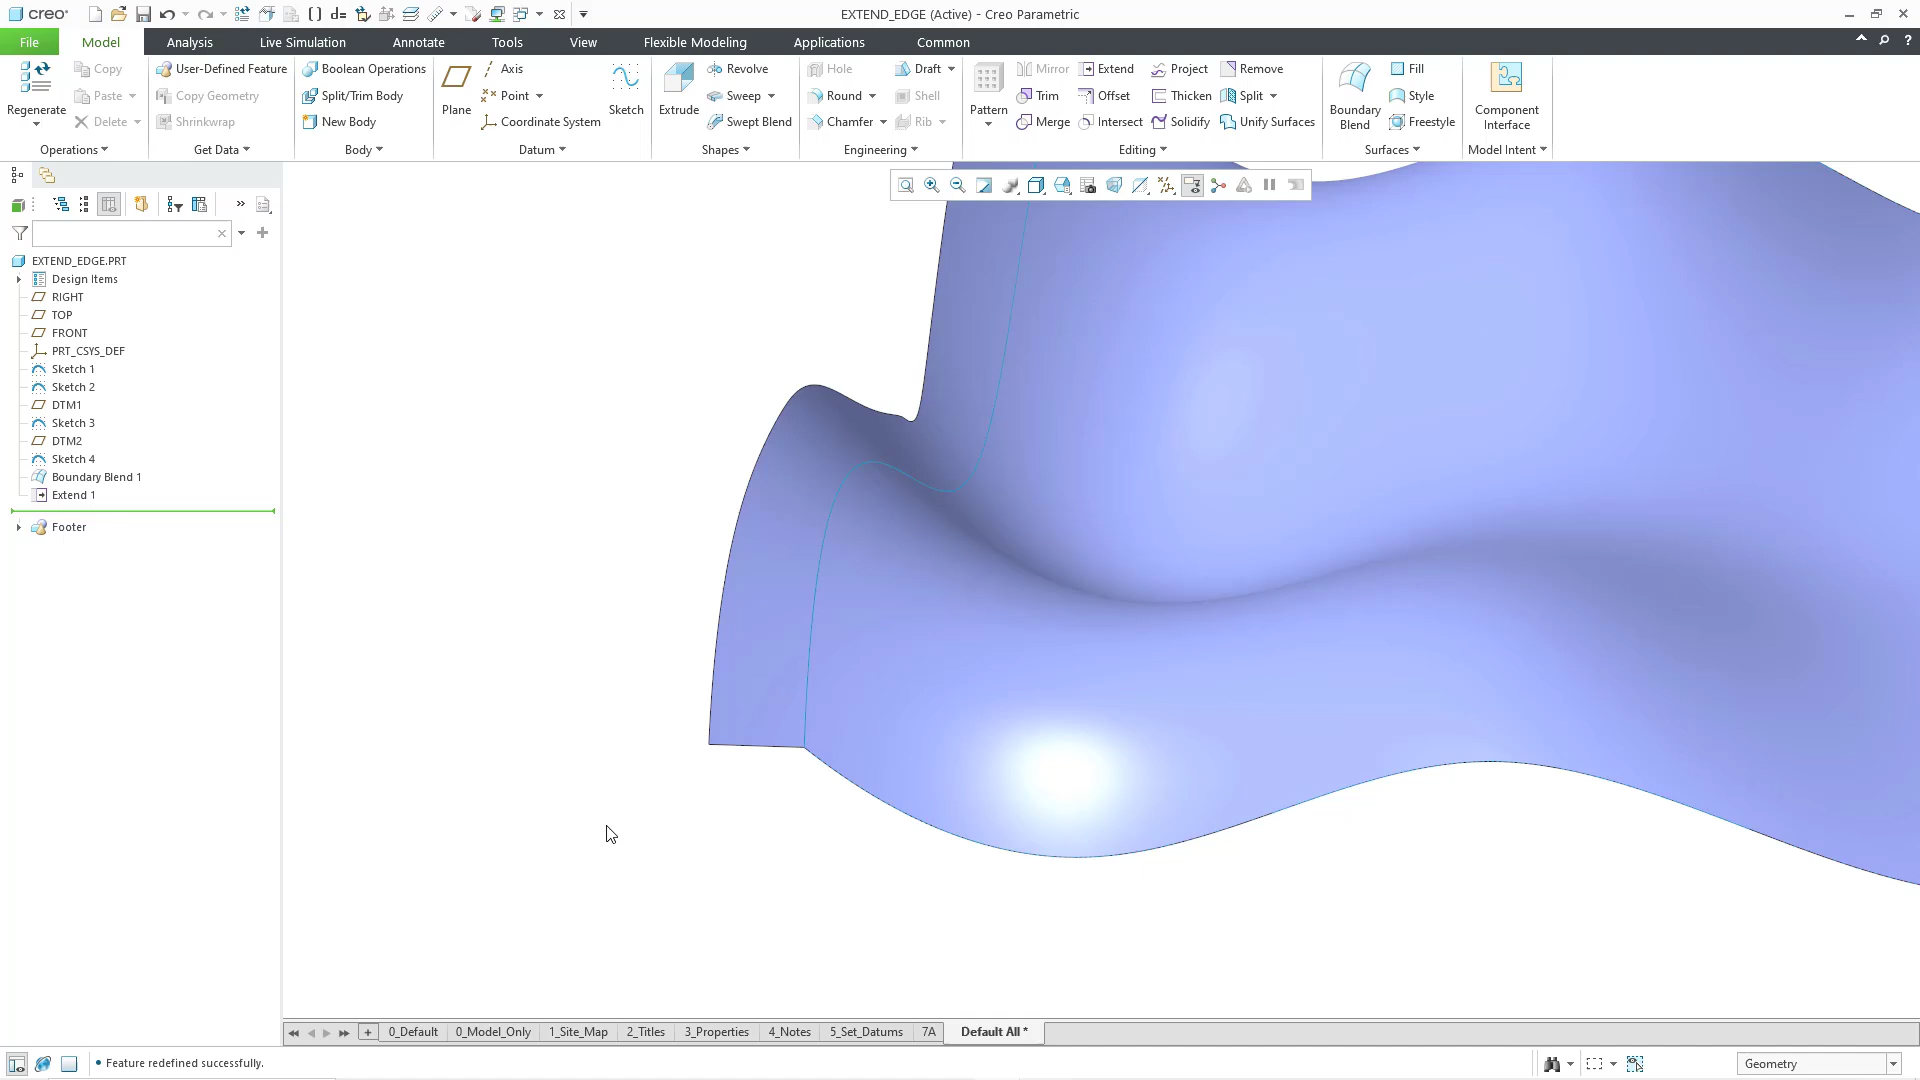 creo
EXTEND_EDGE (Active) - Creo Parametric
File Model Analysis Live Simulation Annotate Tools View Flexible Modeling Applications Common
Regenerate
Copy
Paste
Delete
Operations
User-Defined Feature
Copy Geometry
Shrinkwrap
Get Data
Boolean Operations
Split/Trim Body
New Body
Body
Plane
Axis
Point
Coordinate System
Sketch
Datum
Extrude
Revolve
Sweep
Swept Blend
Shapes
Hole
Round
Chamfer
Draft
Shell
Rib
Engineering
Pattern
Mirror
Trim
Merge
Extend
Offset
Intersect
Project
Thicken
Solidify
Remove
Split
Unify Surfaces
Editing
Boundary
Blend
Fill
Style
Freestyle
Surfaces
Component
Interface
Model Intent
EXTEND_EDGE.PRT
Design Items
RIGHT
TOP
FRONT
PRT_CSYS_DEF
Sketch 1
Sketch 2
DTM1
Sketch 3
DTM2
Sketch 4
Boundary Blend 1
Extend 1
Footer
0_Default 0_Model_Only 1_Site_Map 2_Titles 3_Properties 4_Notes 5_Set_Datums 7A Default All *
• Feature redefined successfully.
Geometry